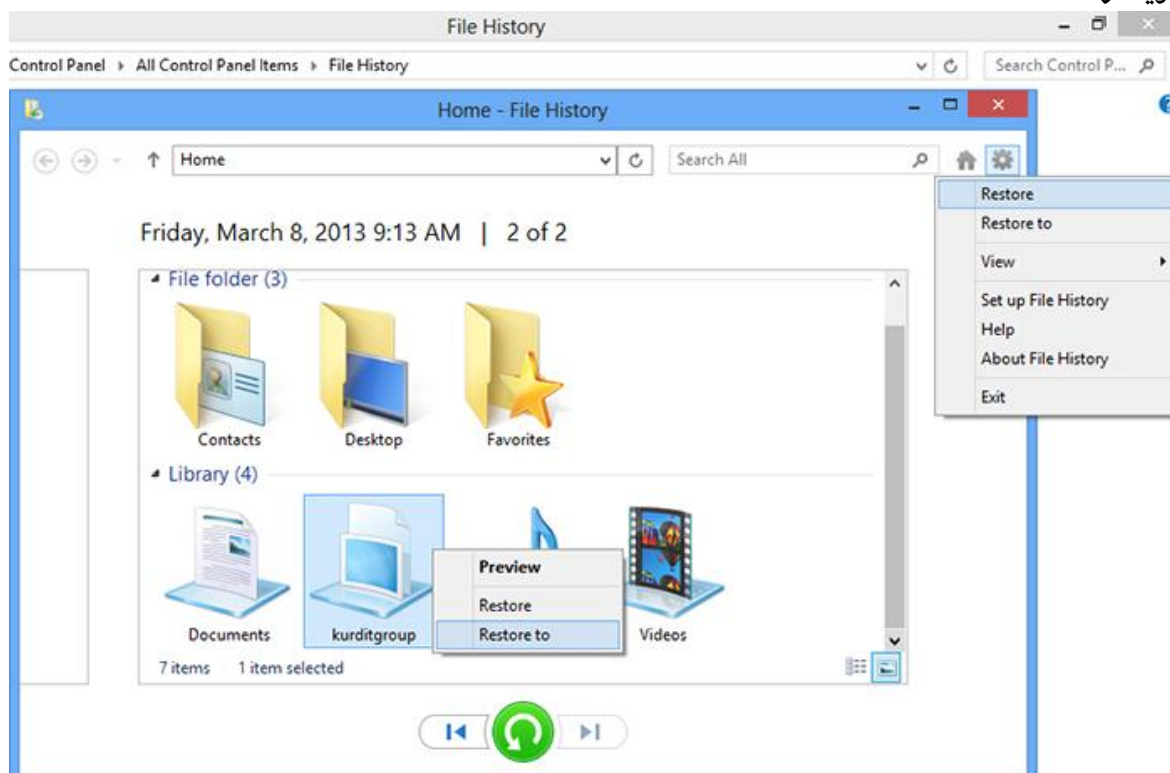 File History
Control Panel ▸ All Control Panel Items ▸ File History
Search Control P...
Home - File History
Home
Search All
Restore
Restore to
View
Set up File History
Help
About File History
Exit
Friday, March 8, 2013 9:13 AM | 2 of 2
File folder (3)
Contacts Desktop Favorites
Library (4)
Preview
Restore
Restore to
Documents kurditgroup Videos
7 items 1 item selected